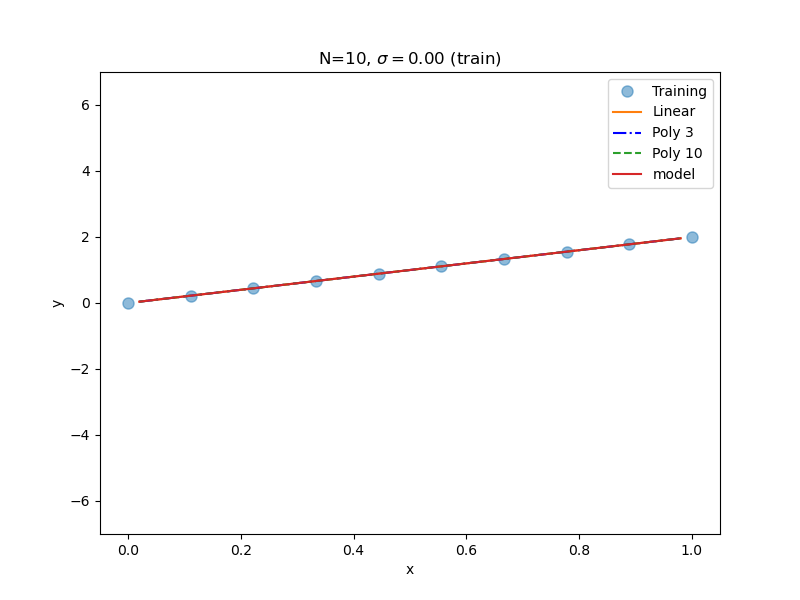 N=10, σ = 0.00 (train)
Training
Linear
Poly 3
Poly 10
model
6
4
2
0
−2
−4
−6
y
0.0 0.2 0.4 0.6 0.8 1.0
x